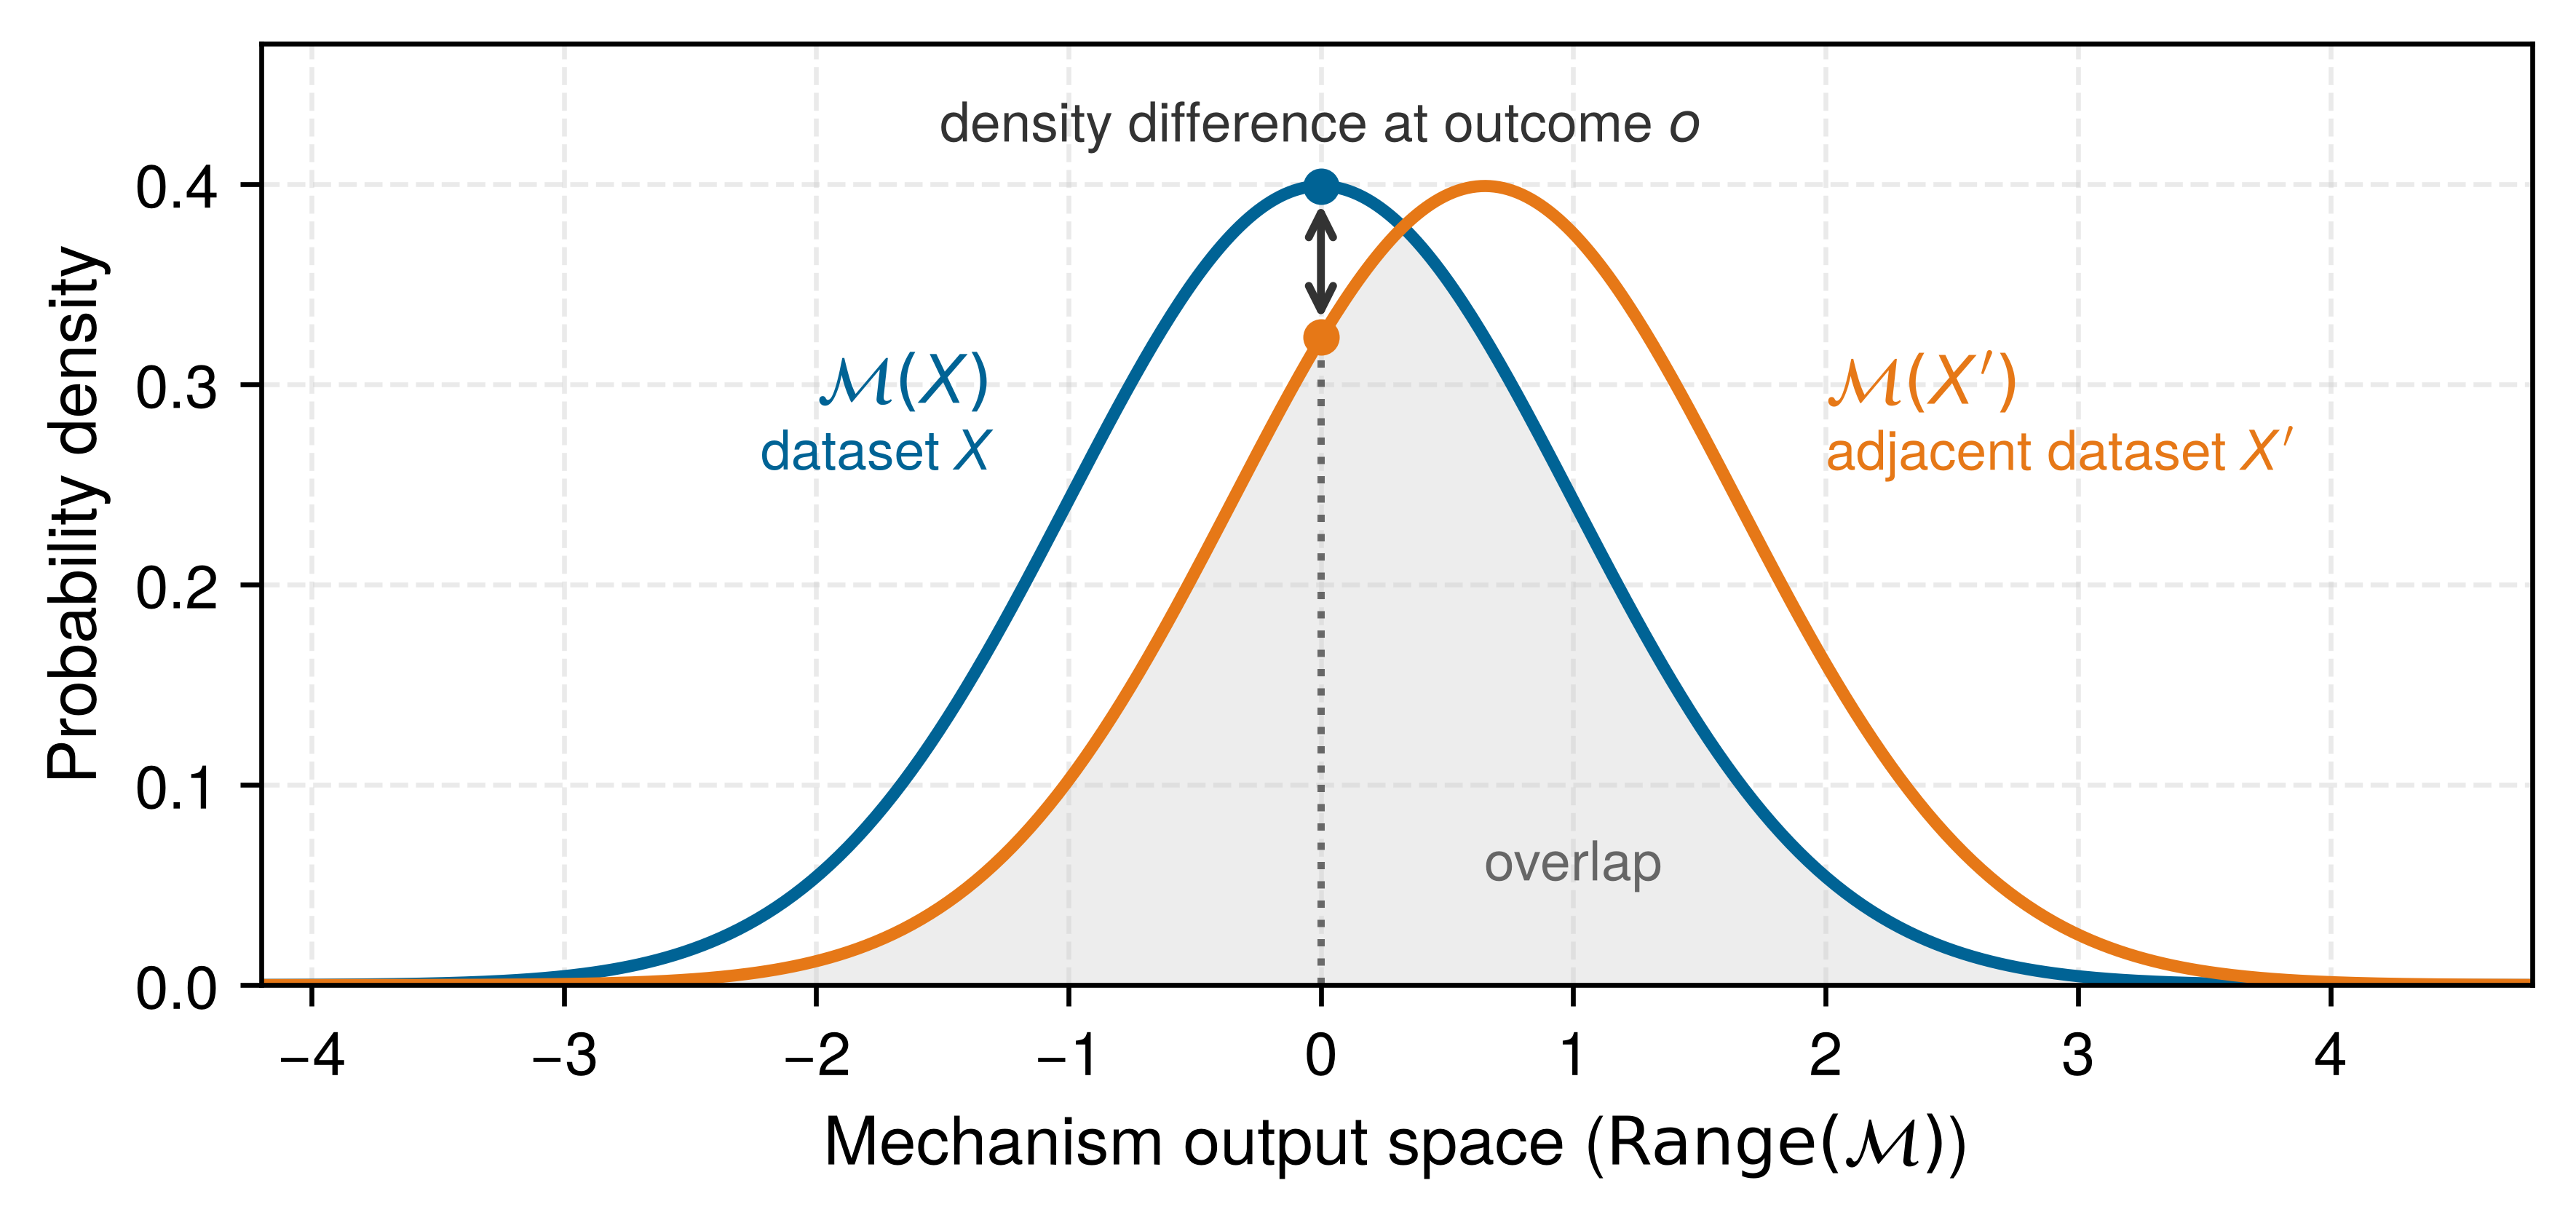 density difference at outcome o
0.4
0.3
0.2
0.1
0.0
Probability density
ℳ(X)
dataset X
ℳ(X′)
adjacent dataset X′
overlap
−4 −3 −2 −1 0 1 2 3 4
Mechanism output space (Range(ℳ))